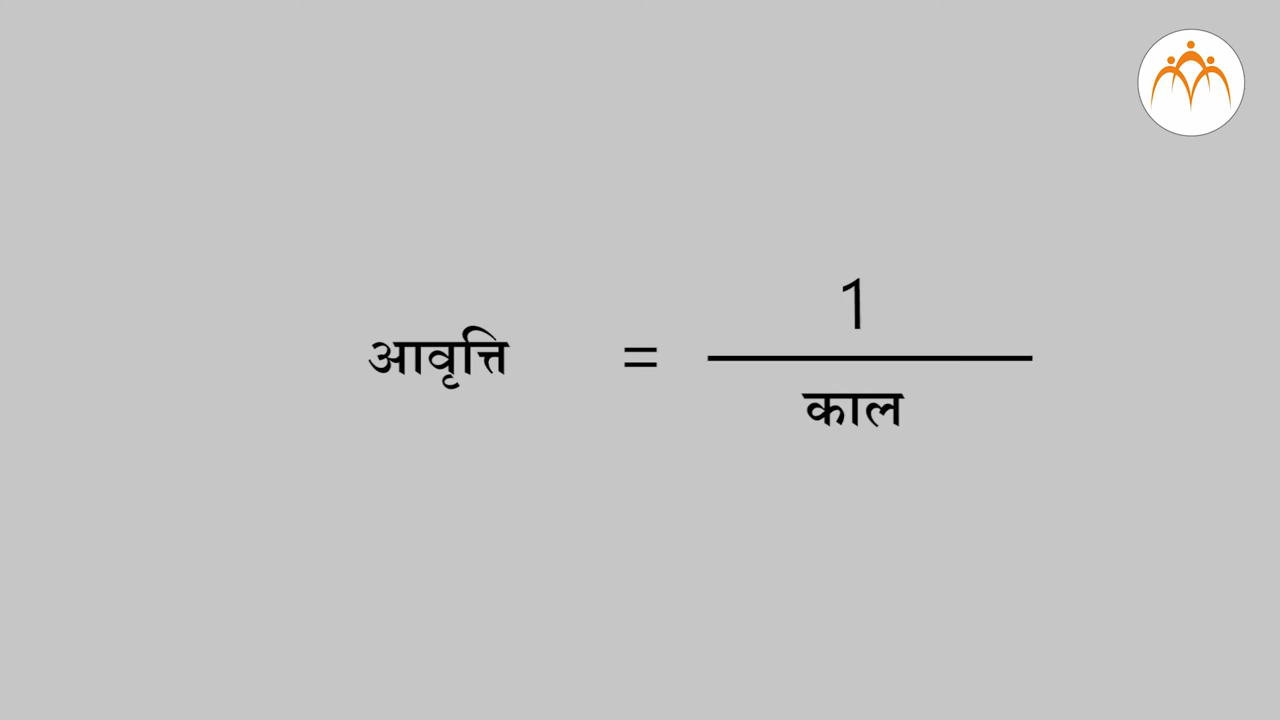 1
आवृत्ति =
काल